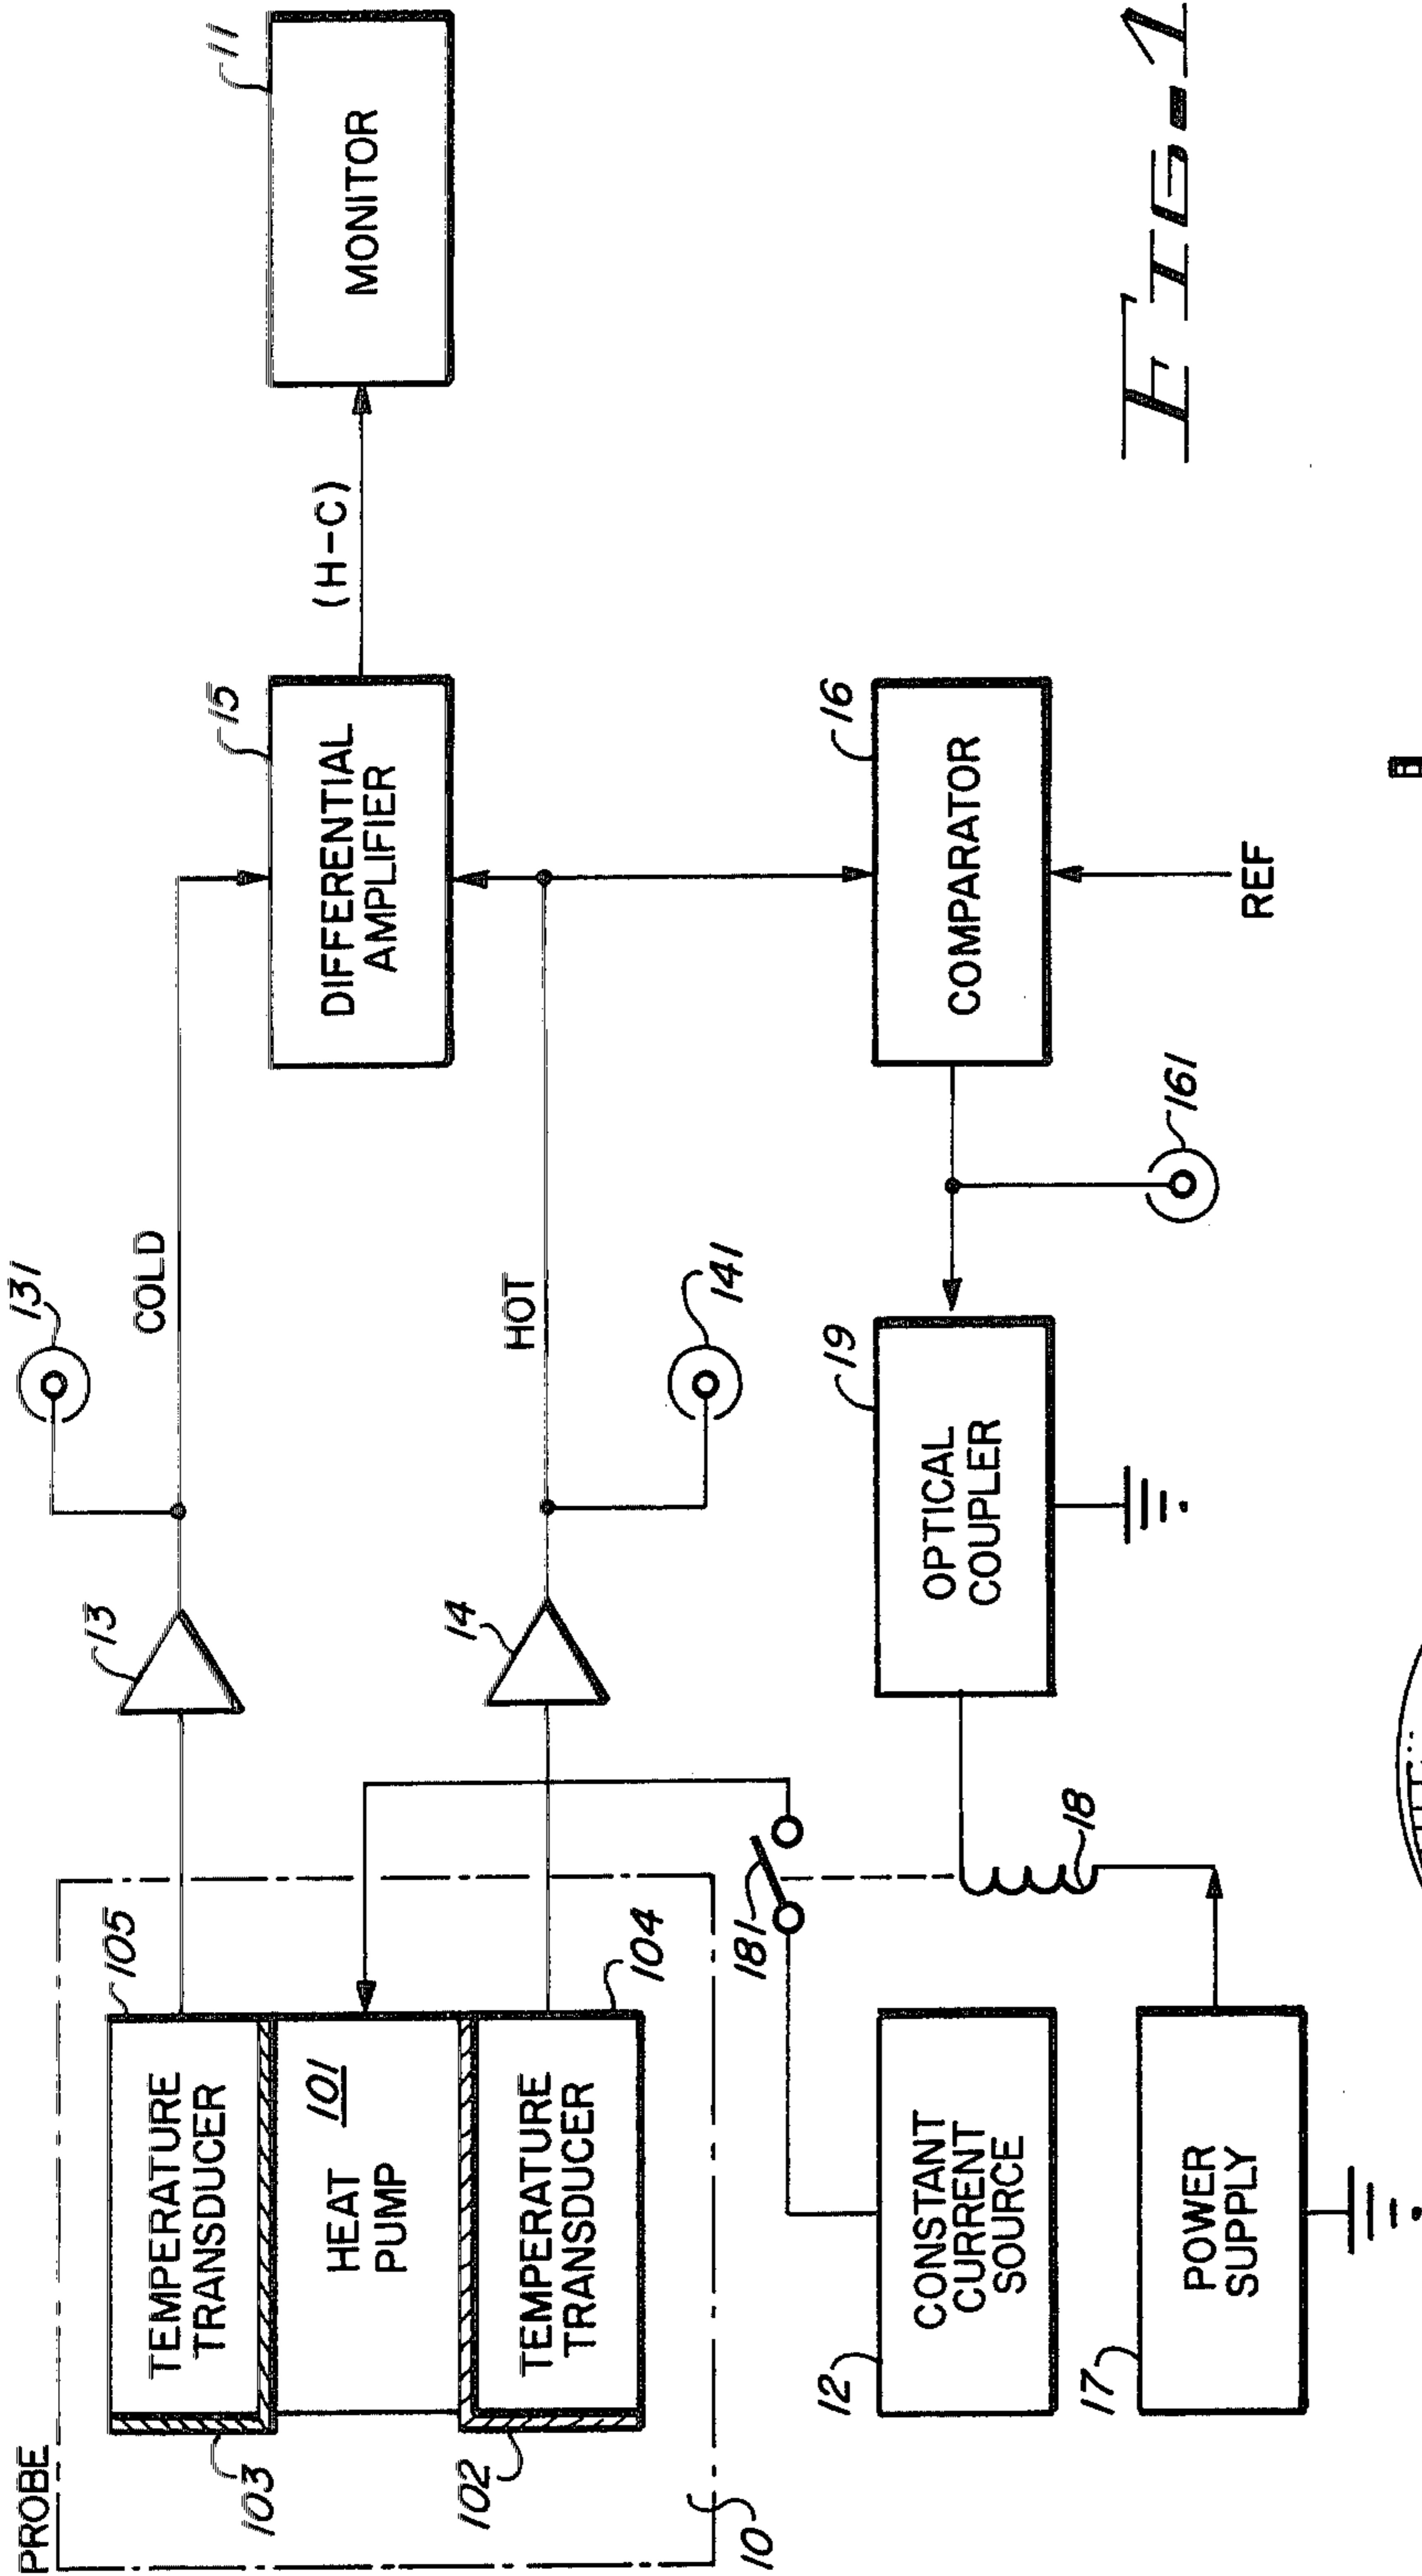 PROBE
103
TEMPERATURE
TRANSDUCER
105
HEAT
PUMP
101
102
TEMPERATURE
TRANSDUCER
104
10
13
131
COLD
14
HOT
141
15
DIFFERENTIAL
AMPLIFIER
(H-C)
11
MONITOR
12
CONSTANT
CURRENT
SOURCE
181
17
POWER
SUPPLY
18
19
OPTICAL
COUPLER
161
16
COMPARATOR
REF
FIG-1